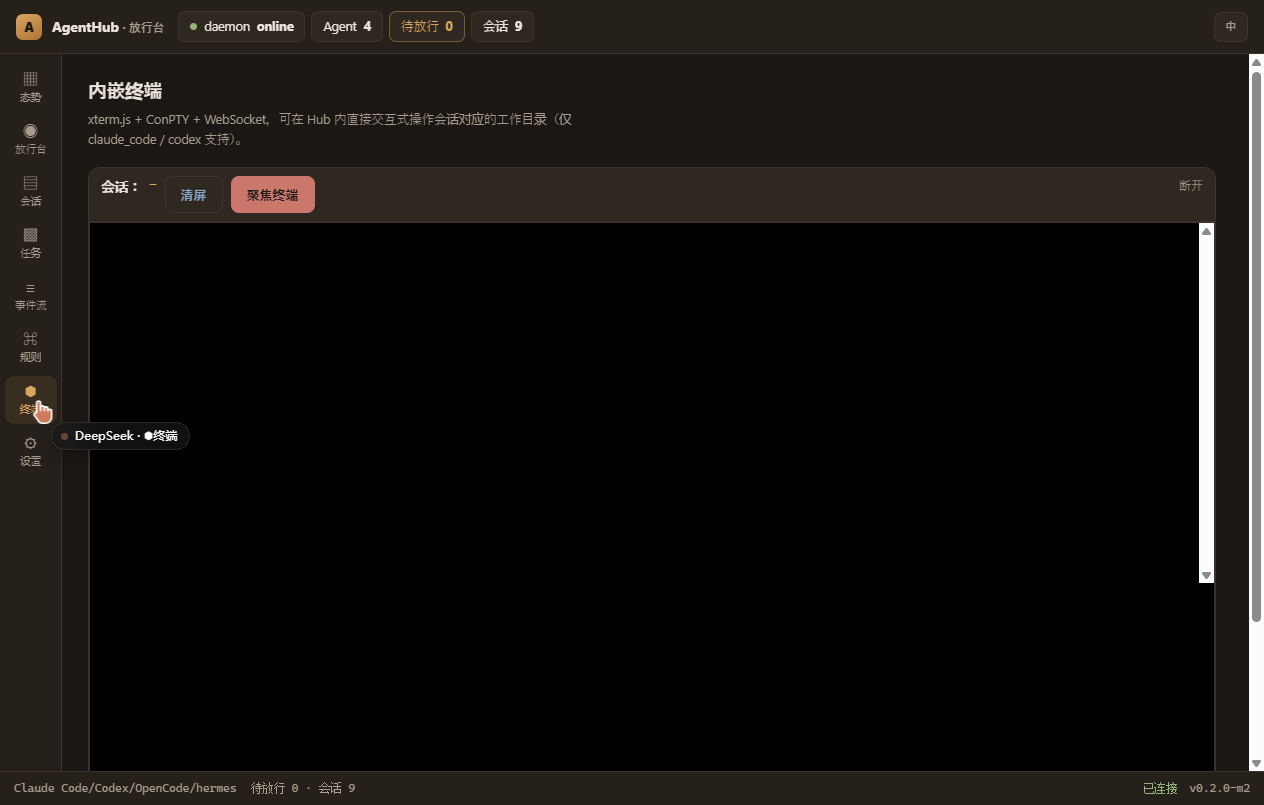 A AgentHub · 放行台 daemon online Agent 4 待放行 0 会话 9 中
态势
放行台
会话
任务
事件流
规则
设置
内嵌终端
xterm.js + ConPTY + WebSocket，可在 Hub 内直接交互式操作会话对应的工作目录（仅
claude_code / codex 支持）。
会话： — 清屏 聚焦终端 断开
DeepSeek · ⬢终端
Claude Code/Codex/OpenCode/hermes 待放行 0 · 会话 9 已连接 v0.2.0-m2